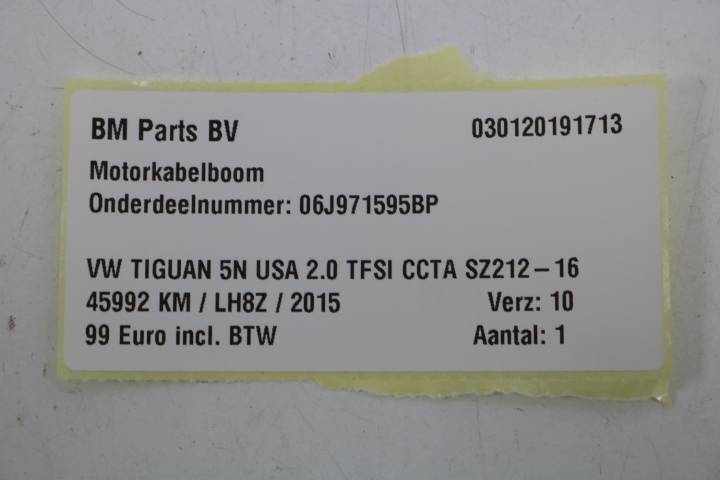 BM Parts BV 030120191713
Motorkabelboom
Onderdeelnummer: 06J971595BP
VW TIGUAN 5N USA 2.0 TFSI CCTA SZ212-16
45992 KM / LH8Z / 2015 Verz: 10
99 Euro incl. BTW Aantal: 1